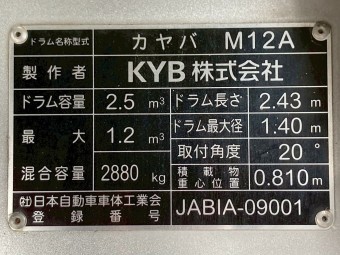 ドラム名称型式 カヤバ M12A
製作者 KYB株式会社
ドラム容量 2.5 m³ ドラム長さ 2.43 m
最大 1.2 m³ ドラム最大径 1.40 m
混合容量 2880 kg 取付角度 20°
積載物重心位置 0.810 m
㈳日本自動車車体工業会
登録番号 JABIA-09001